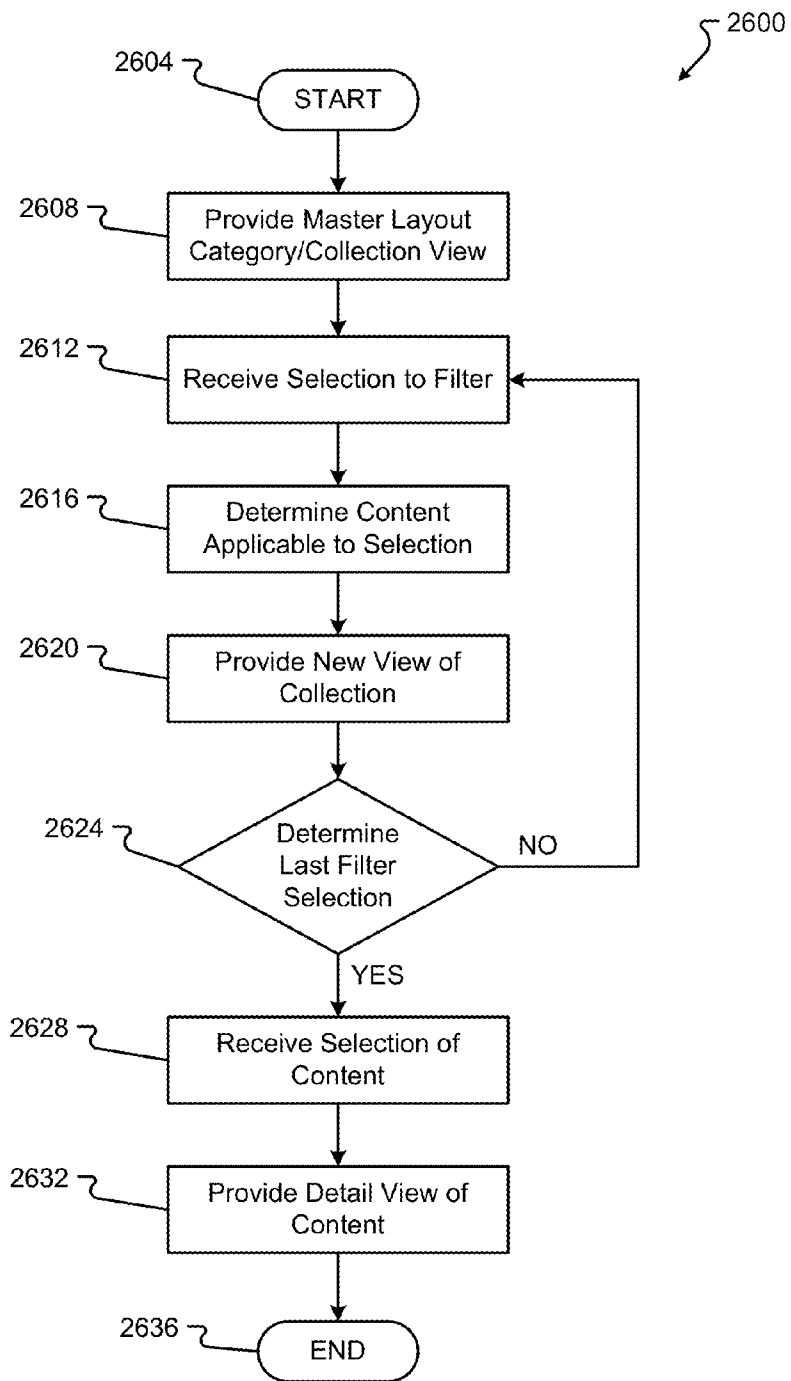 2600
2604
START
2608
Provide Master Layout
Category/Collection View
2612
Receive Selection to Filter
2616
Determine Content
Applicable to Selection
2620
Provide New View of
Collection
2624
Determine
Last Filter
Selection
NO
YES
2628
Receive Selection of
Content
2632
Provide Detail View of
Content
2636
END